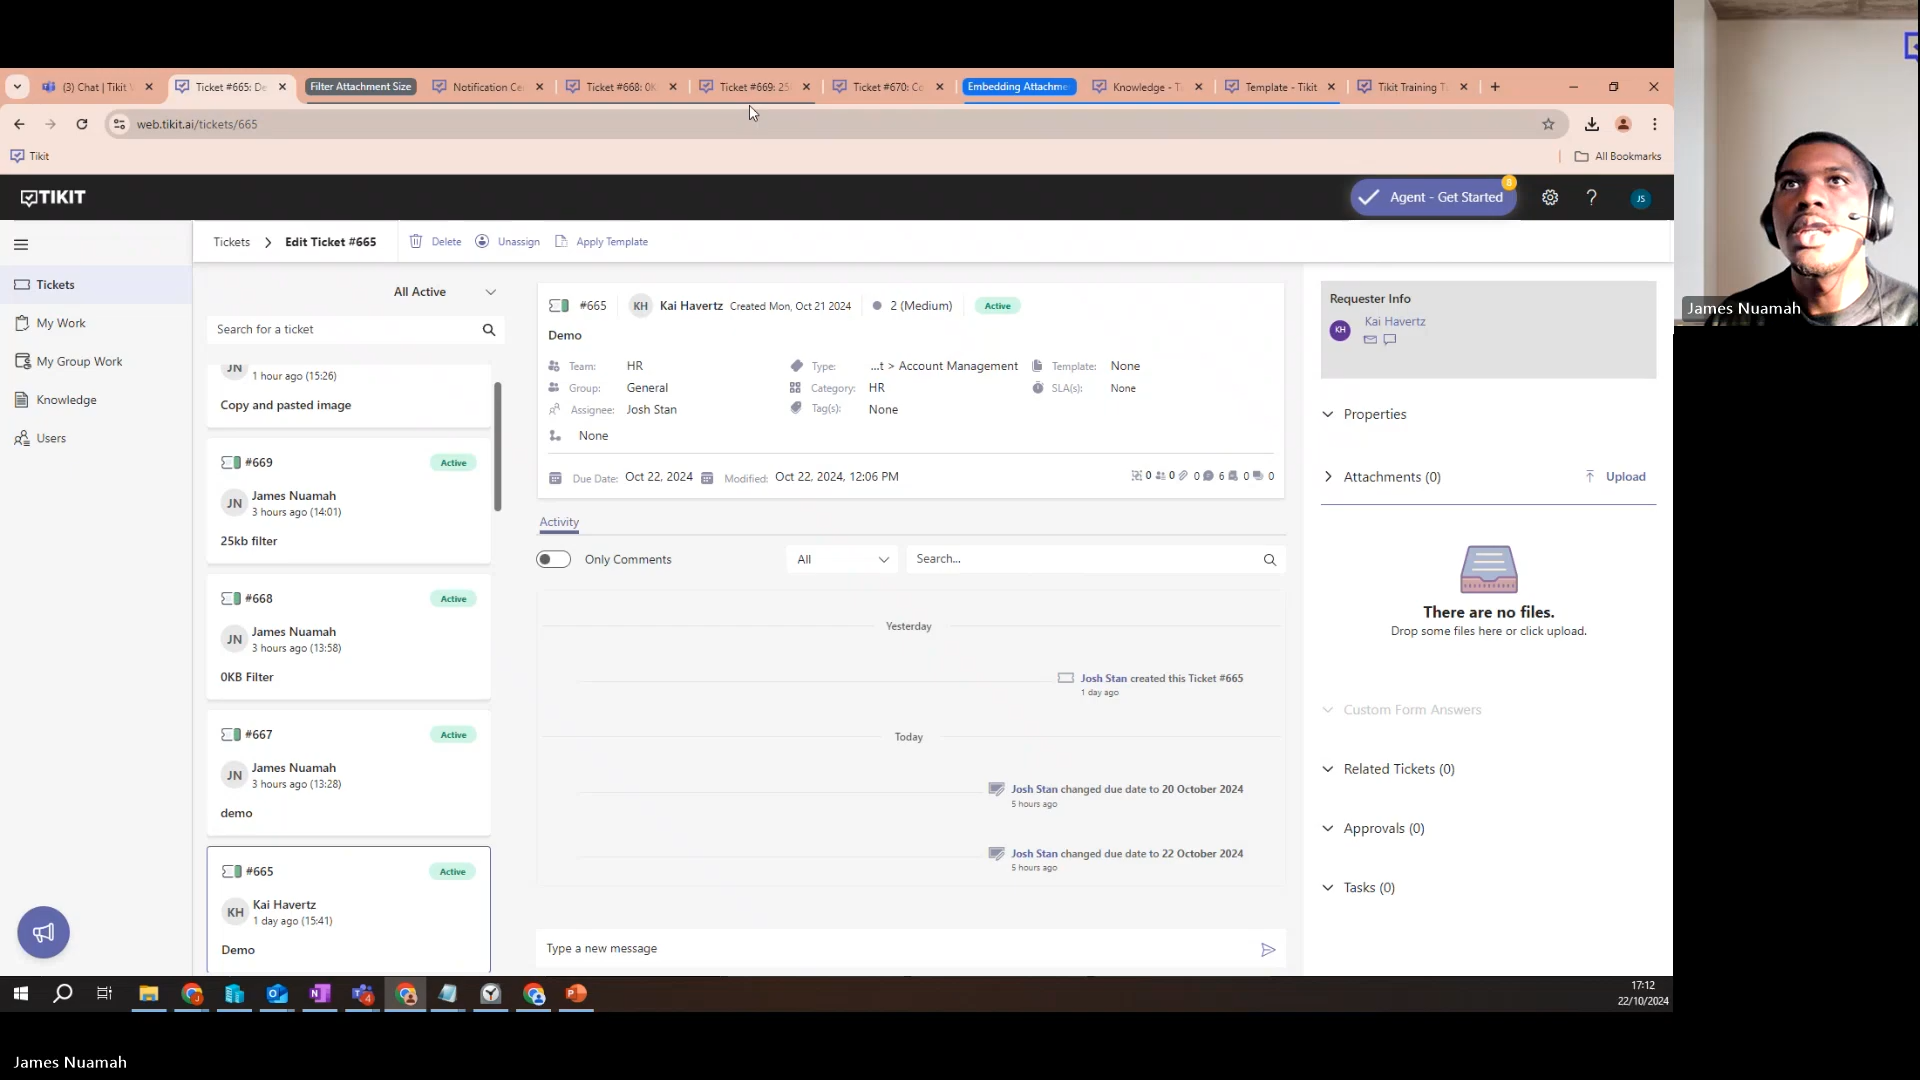 (3) Chat | Tikit
Ticket #665: De
Filter Attachment Size
Notification Ce
Ticket #668: 0K
Ticket #669: 25
Ticket #670: Co
Embedding Attachme
Knowledge - Ti
Template - Tikit
Tikit Training T
web.tikit.ai/tickets/665
Tikit
All Bookmarks
TIKIT
Agent - Get Started
8
?
JS
Tickets
Edit Ticket #665
Delete
Unassign
Apply Template
Tickets
My Work
My Group Work
Knowledge
Users
All Active
Search for a ticket
JN
1 hour ago (15:26)
Copy and pasted image
#669
Active
JN
James Nuamah
3 hours ago (14:01)
25kb filter
#668
Active
JN
James Nuamah
3 hours ago (13:58)
0KB Filter
#667
Active
JN
James Nuamah
3 hours ago (13:28)
demo
#665
Active
KH
Kai Havertz
1 day ago (15:41)
Demo
#665
KH
Kai Havertz
Created Mon, Oct 21 2024
2 (Medium)
Active
Demo
Team: HR
Type: ...t > Account Management
Template: None
Group: General
Category: HR
SLA(s): None
Assignee: Josh Stan
Tag(s): None
None
Due Date: Oct 22, 2024
Modified: Oct 22, 2024, 12:06 PM
0 0 0 6 0 0
Activity
Only Comments
All
Search...
Yesterday
Josh Stan created this Ticket #665
1 day ago
Today
Josh Stan changed due date to 20 October 2024
5 hours ago
Josh Stan changed due date to 22 October 2024
5 hours ago
Type a new message
Requester Info
KH
Kai Havertz
Properties
Attachments (0)
Upload
There are no files.
Drop some files here or click upload.
Custom Form Answers
Related Tickets (0)
Approvals (0)
Tasks (0)
17:12
22/10/2024
James Nuamah
James Nuamah